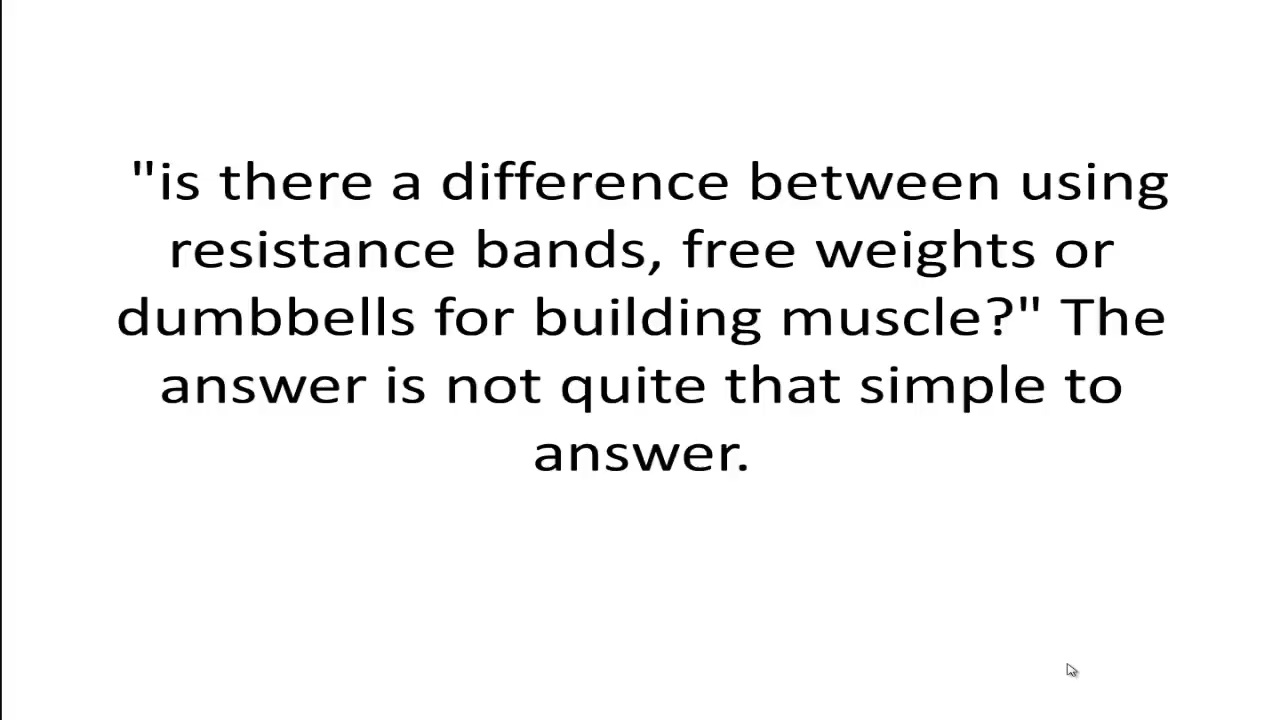 "is there a difference between using
resistance bands, free weights or
dumbbells for building muscle?" The
answer is not quite that simple to
answer.